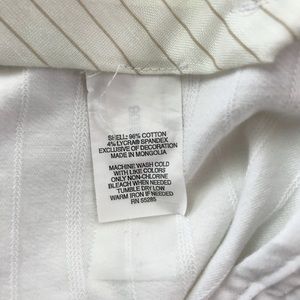 SHELL: 96% COTTON
4% LYCRA® SPANDEX
EXCLUSIVE OF DECORATION
MADE IN MONGOLIA
MACHINE WASH COLD
WITH LIKE COLORS
ONLY NON-CHLORINE
BLEACH WHEN NEEDED
TUMBLE DRY LOW
WARM IRON IF NEEDED
RN 55285